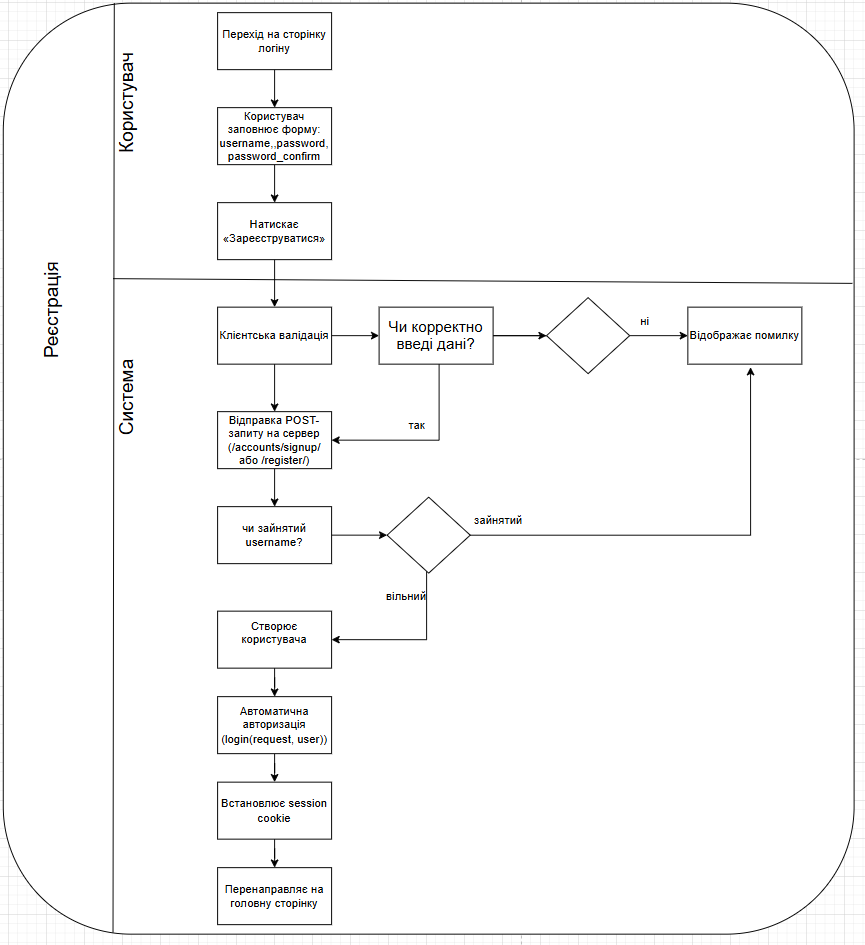 Реєстрація
Користувач
Перехід на сторінку
логіну
Користувач
заповнює форму:
username,,password,
password_confirm
Натискає
«Зареєструватися»
Система
Клієнтська валідація
Чи корректно
введі дані?
ні
Відображає помилку
так
Відправка POST-
запиту на сервер
(/accounts/signup/
або /register/)
чи зайнятий
username?
зайнятий
вільний
Створює
користувача
Автоматична
авторизація
(login(request, user))
Встановлює session
cookie
Перенаправляє на
головну сторінку